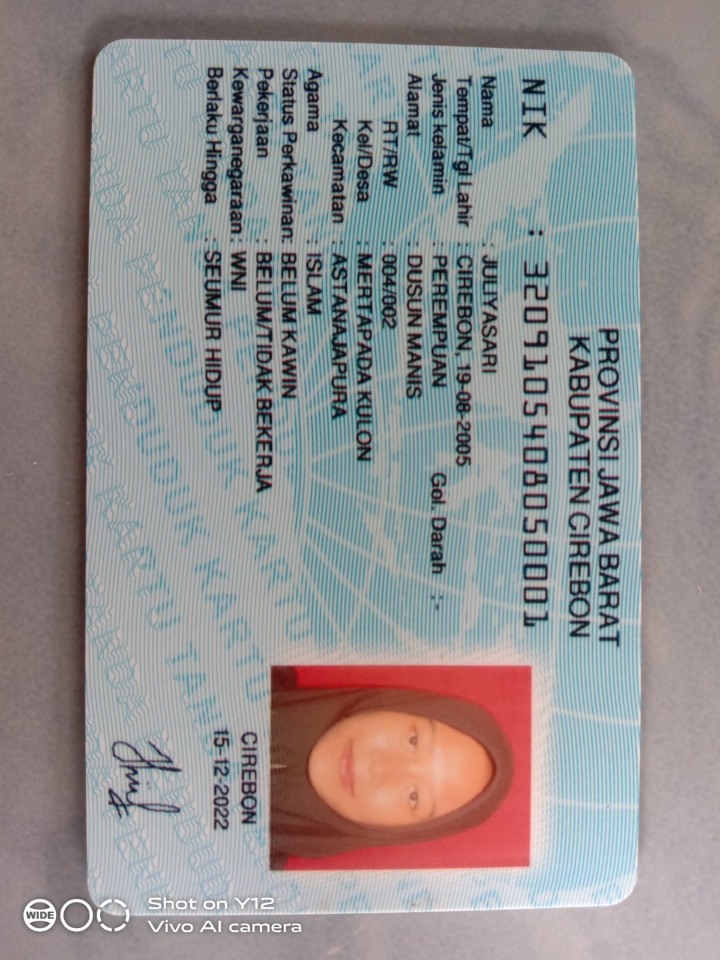 PROVINSI JAWA BARAT
KABUPATEN CIREBON
NIK : 3209105408050001
Nama : JULIYASARI
Tempat/Tgl Lahir : CIREBON, 19-08-2005
Jenis kelamin : PEREMPUAN Gol. Darah :-
Alamat : DUSUN MANIS
RT/RW : 004/002
Kel/Desa : MERTAPADA KULON
Kecamatan : ASTANAJAPURA
Agama : ISLAM
Status Perkawinan: BELUM KAWIN
Pekerjaan : BELUM/TIDAK BEKERJA
Kewarganegaraan : WNI
Berlaku Hingga : SEUMUR HIDUP
CIREBON
15-12-2022
WIDE
Shot on Y12
Vivo AI camera